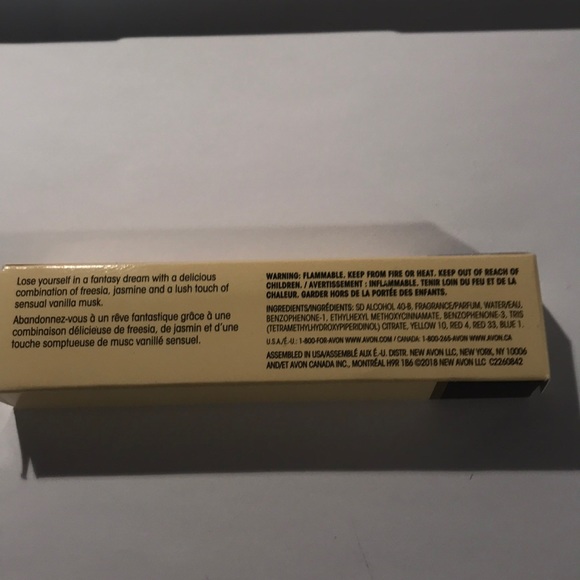 Lose yourself in a fantasy dream with a delicious
combination of freesia, jasmine and a lush touch of
sensual vanilla musk.
Abandonnez-vous à un rêve fantastique grâce à une
combinaison délicieuse de freesia, de jasmin et d'une
touche somptueuse de musc vanillé sensuel.
WARNING: FLAMMABLE. KEEP FROM FIRE OR HEAT. KEEP OUT OF REACH OF
CHILDREN. / AVERTISSEMENT : INFLAMMABLE. TENIR LOIN DU FEU ET DE LA
CHALEUR. GARDER HORS DE LA PORTÉE DES ENFANTS.
INGREDIENTS/INGRÉDIENTS: SD ALCOHOL 40-B, FRAGRANCE/PARFUM, WATER/EAU,
BENZOPHENONE-1, ETHYLHEXYL METHOXYCINNAMATE, BENZOPHENONE-3, TRIS
(TETRAMETHYLHYDROXYPIPERIDINOL) CITRATE, YELLOW 10, RED 4, RED 33, BLUE 1.
U.S.A./É.-U.: 1-800-FOR-AVON WWW.AVON.COM / CANADA: 1-800-265-AVON WWW.AVON.CA
ASSEMBLED IN USA/ASSEMBLÉ AUX É.-U. DISTR. NEW AVON LLC, NEW YORK, NY 10006
AND/ET AVON CANADA INC., MONTRÉAL H9R 1B6 ©2018 NEW AVON LLC C2260842